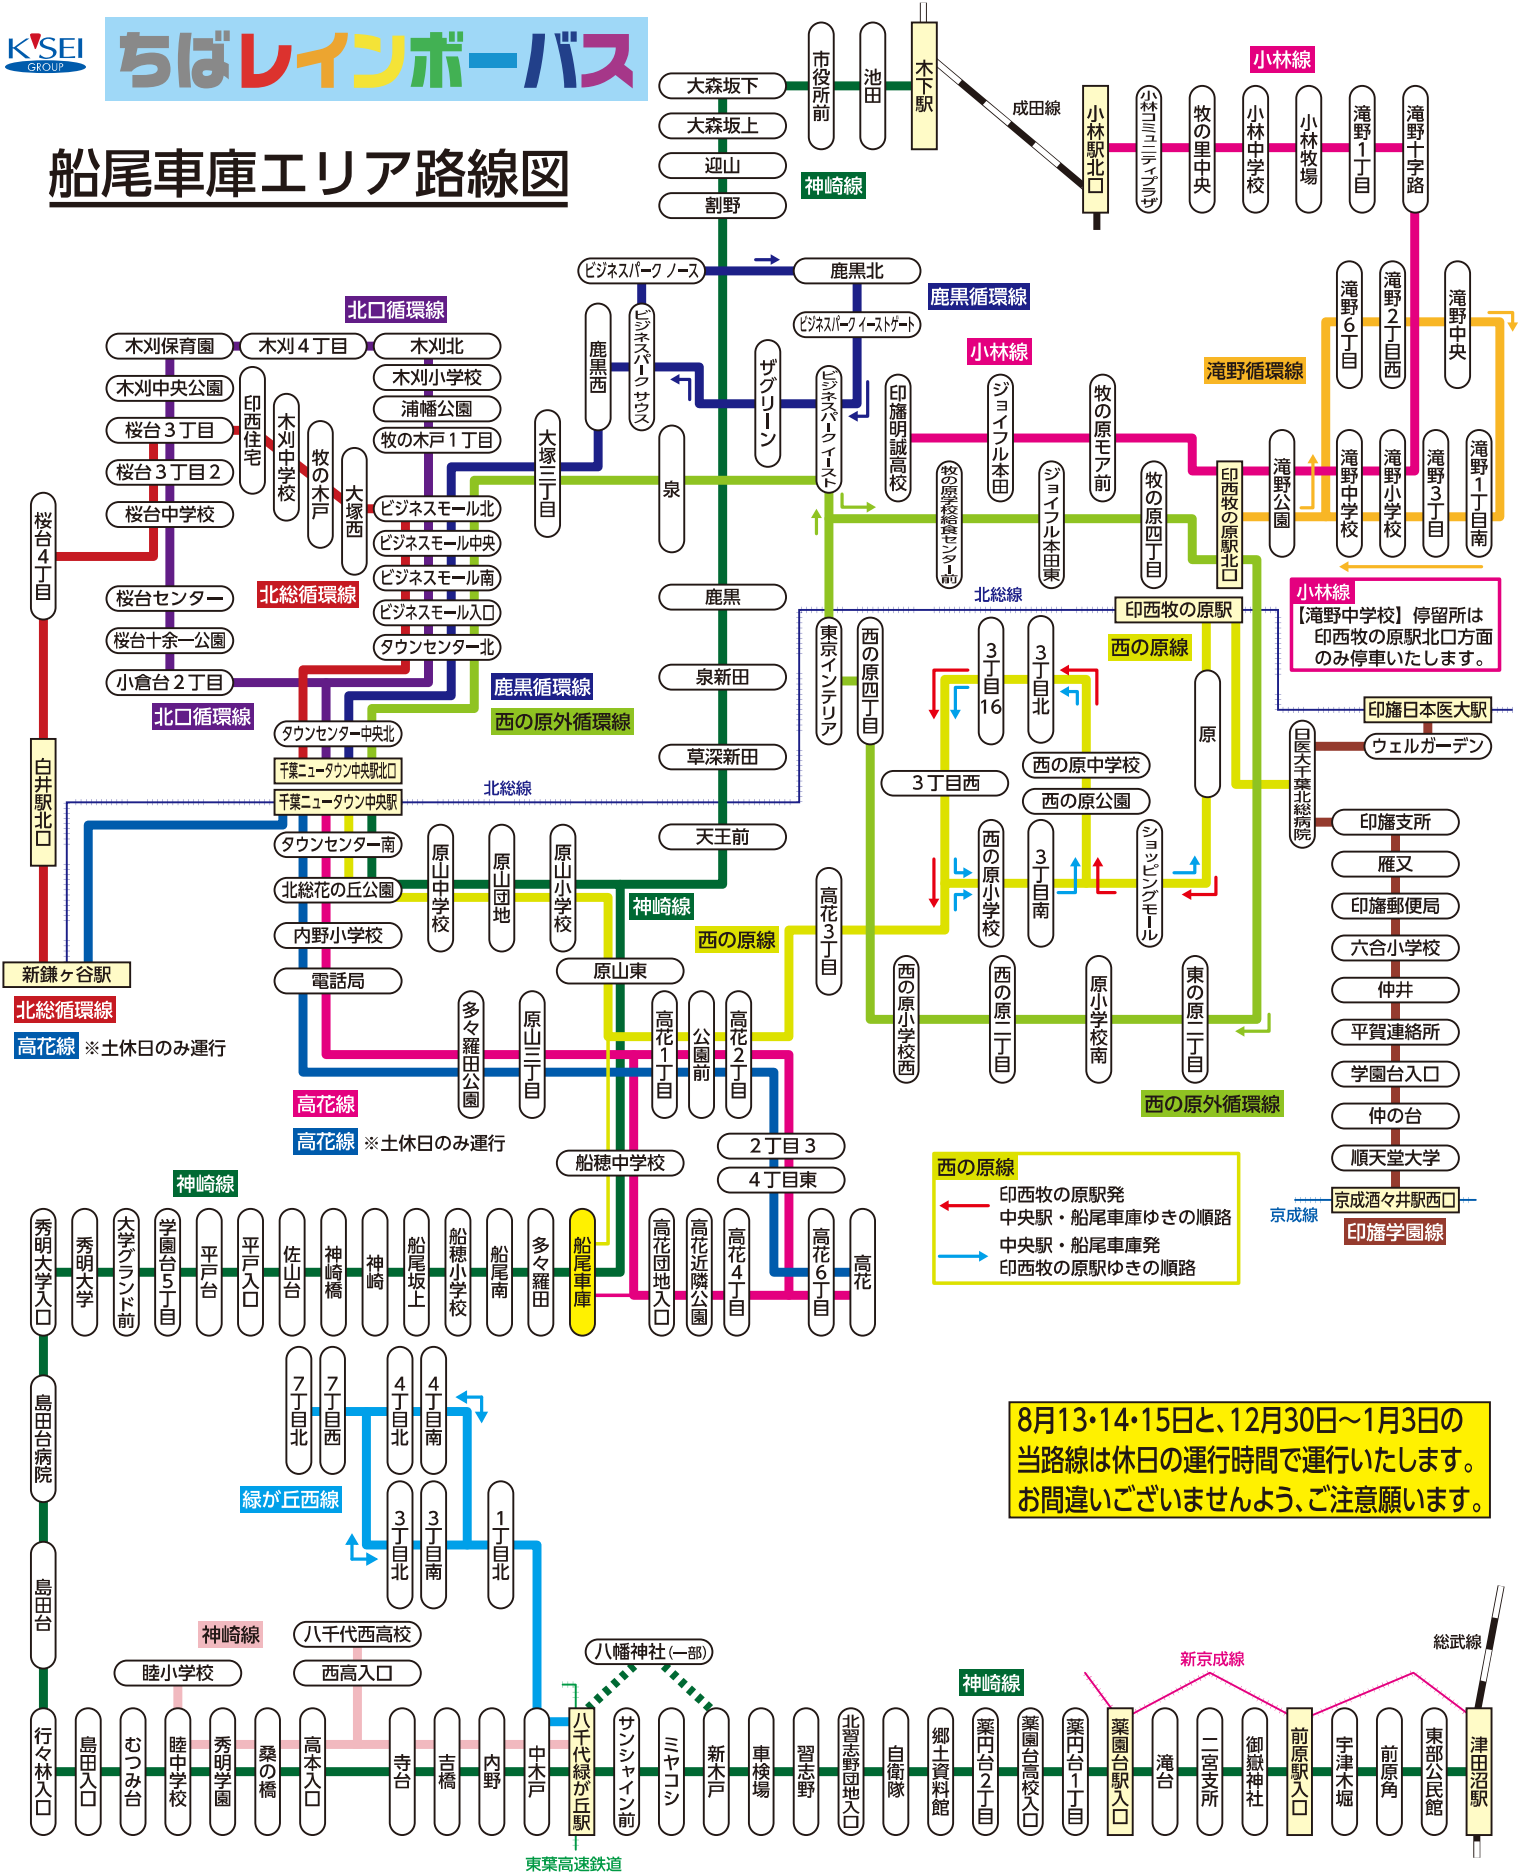 K'SEI
GROUP
ちばレインボーバス
船尾車庫エリア路線図
大森坂下
市役所前
池田
木下駅
大森坂上
迎山
割野
神崎線
成田線
小林線
小林駅北口
小林コミュニティプラザ
牧の里中央
小林中学校
小林牧場
滝野1丁目
滝野十字路
ビジネスパーク ノース
鹿黒北
鹿黒循環線
ビジネスパーク イーストゲート
滝野6丁目
滝野2丁目西
滝野中央
滝野循環線
小林線
北口循環線
木刈保育園
木刈4丁目
木刈北
木刈中央公園
木刈小学校
桜台3丁目
浦幡公園
桜台3丁目2
牧の木戸1丁目
桜台中学校
印西住宅
木刈中学校
牧の木戸
大塚西
鹿黒西
ビジネスパーク サウス
ザグリーン
ビジネスパーク イースト
印旛明誠高校
ジョイフル本田
牧の原モア前
大塚三丁目
泉
牧の原学校給食センター前
ジョイフル本田東
牧の原四丁目
印西牧の原駅北口
滝野公園
滝野中学校
滝野小学校
滝野3丁目
滝野1丁目南
桜台4丁目
ビジネスモール北
ビジネスモール中央
ビジネスモール南
ビジネスモール入口
タウンセンター北
北総循環線
桜台センター
桜台十余一公園
小倉台2丁目
北口循環線
鹿黒循環線
西の原外循環線
鹿黒
泉新田
草深新田
天王前
北総線
印西牧の原駅
小林線
【滝野中学校】停留所は
印西牧の原駅北口方面
のみ停車いたします。
東京インテリア
西の原四丁目
3丁目16
3丁目北
西の原線
原
西の原中学校
3丁目西
西の原公園
西の原小学校
3丁目南
ショッピングモール
印旛日本医大駅
日医大千葉北総病院
ウェルガーデン
印旛支所
雁又
印旛郵便局
六合小学校
仲井
平賀連絡所
学園台入口
仲の台
順天堂大学
京成酒々井駅西口
京成線
印旛学園線
タウンセンター中央北
千葉ニュータウン中央駅北口
千葉ニュータウン中央駅
北総線
タウンセンター南
北総花の丘公園
内野小学校
電話局
白井駅北口
新鎌ヶ谷駅
北総循環線
高花線 ※土休日のみ運行
原山中学校
原山団地
原山小学校
神崎線
西の原線
高花3丁目
原山東
西の原小学校西
西の原二丁目
原小学校南
東の原二丁目
西の原外循環線
多々羅田公園
原山三丁目
高花1丁目
公園前
高花2丁目
高花線
高花線 ※土休日のみ運行
船穂中学校
2丁目3
4丁目東
西の原線
印西牧の原駅発
中央駅・船尾車庫ゆきの順路
中央駅・船尾車庫発
印西牧の原駅ゆきの順路
神崎線
秀明大学入口
秀明大学
大学グランド前
学園台5丁目
平戸台
平戸入口
佐山台
神崎橋
神崎
船尾坂上
船穂小学校
船尾南
多々羅田
船尾車庫
高花団地入口
高花近隣公園
高花4丁目
高花6丁目
高花
島田台病院
7丁目北
7丁目西
4丁目北
4丁目南
緑が丘西線
3丁目北
3丁目南
1丁目北
8月13・14・15日と、12月30日～1月3日の
当路線は休日の運行時間で運行いたします。
お間違いございませんよう、ご注意願います。
島田台
神崎線
八千代西高校
睦小学校
西高入口
八幡神社(一部)
神崎線
新京成線
総武線
行々林入口
島田入口
むつみ台
睦中学校
秀明学園
桑の橋
高本入口
寺台
吉橋
内野
中木戸
八千代緑が丘駅
サンシャイン前
ミヤコシ
新木戸
車検場
習志野
北習志野団地入口
自衛隊
郷土資料館
薬円台2丁目
薬園台高校入口
薬円台1丁目
薬園台駅入口
滝台
二宮支所
御嶽神社
前原駅入口
宇津木堀
前原角
東部公民館
津田沼駅
東葉高速鉄道